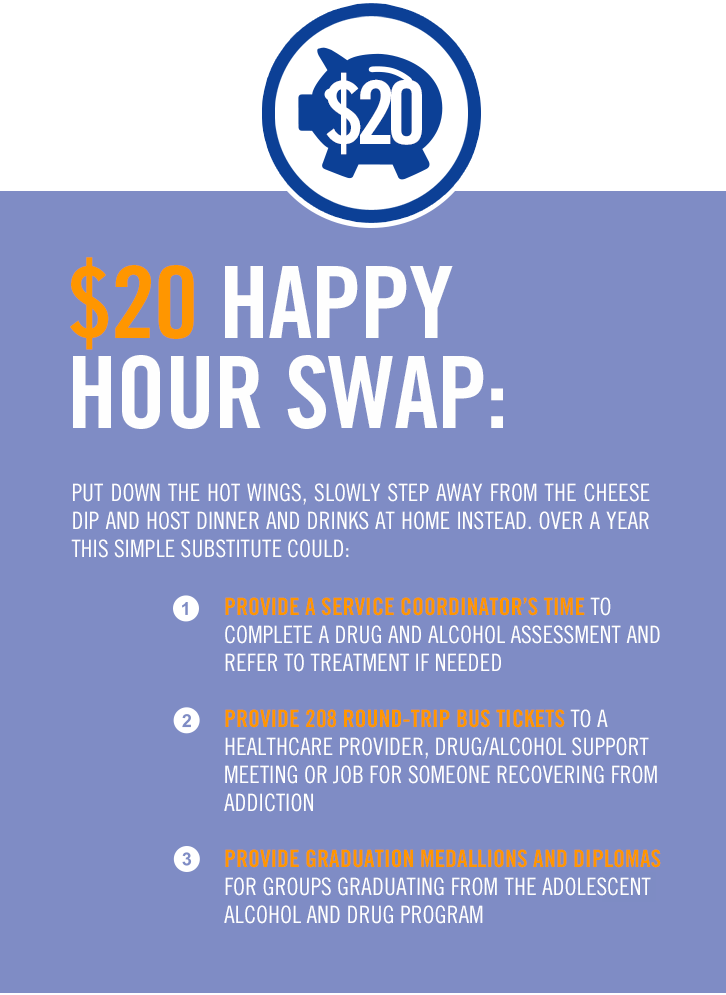 $20
$20 HAPPY
HOUR SWAP:
PUT DOWN THE HOT WINGS, SLOWLY STEP AWAY FROM THE CHEESE
DIP AND HOST DINNER AND DRINKS AT HOME INSTEAD. OVER A YEAR
THIS SIMPLE SUBSTITUTE COULD:
1 PROVIDE A SERVICE COORDINATOR'S TIME TO
COMPLETE A DRUG AND ALCOHOL ASSESSMENT AND
REFER TO TREATMENT IF NEEDED
2 PROVIDE 208 ROUND-TRIP BUS TICKETS TO A
HEALTHCARE PROVIDER, DRUG/ALCOHOL SUPPORT
MEETING OR JOB FOR SOMEONE RECOVERING FROM
ADDICTION
3 PROVIDE GRADUATION MEDALLIONS AND DIPLOMAS
FOR GROUPS GRADUATING FROM THE ADOLESCENT
ALCOHOL AND DRUG PROGRAM